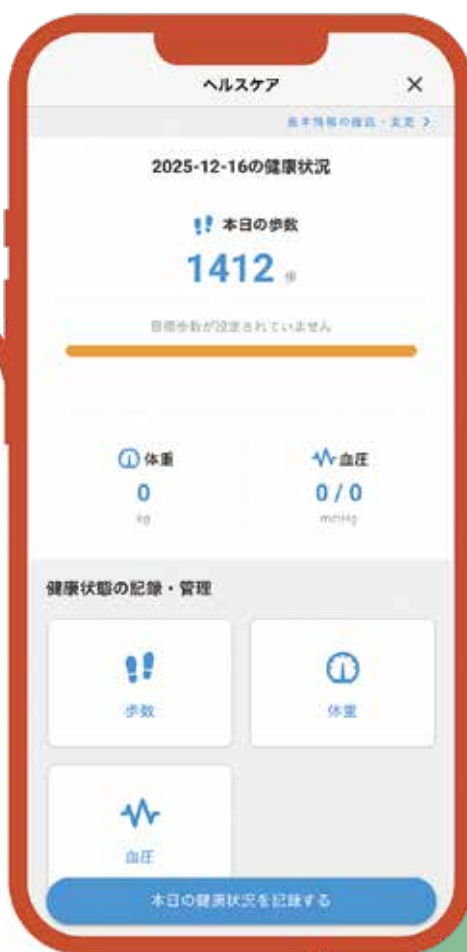 ヘルスケア
基本情報の確認・変更
2025-12-16の健康状況
本日の歩数
1412 歩
目標歩数が設定されていません
体重
0
kg
血圧
0 / 0
mmHg
健康状態の記録・管理
歩数
体重
血圧
本日の健康状況を記録する